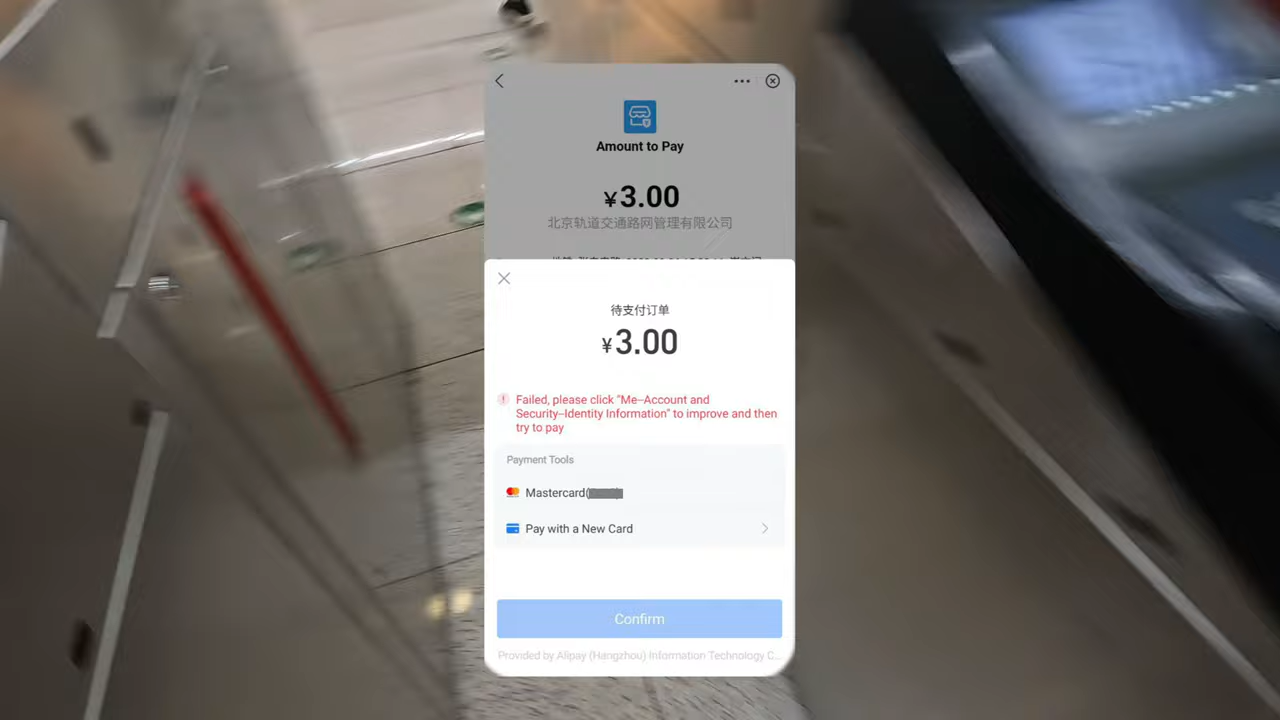 Amount to Pay
¥3.00
北京轨道交通路网管理有限公司
待支付订单
¥3.00
Failed, please click "Me–Account and
Security–Identity Information" to improve and then
try to pay
Payment Tools
Mastercard(
Pay with a New Card
Confirm
Provided by Alipay (Hangzhou) Information Technology C...